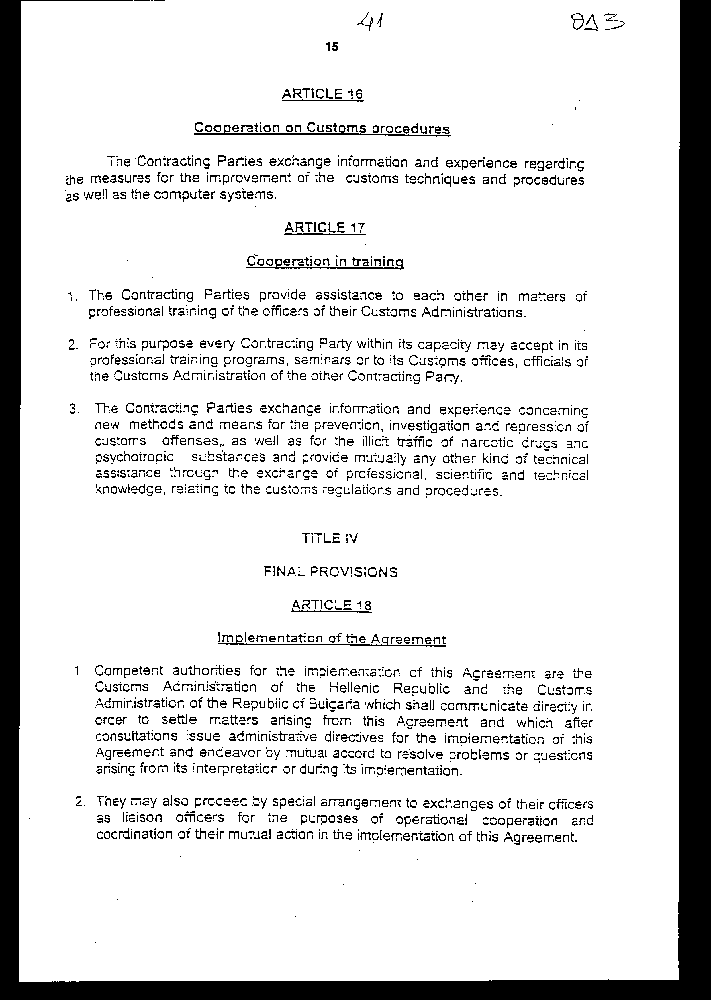 41
15
ARTICLE 16
Cooperation on Customs procedures
The Contracting Parties exchange information and experience regarding
the measures for the improvement of the customs techniques and procedures
as well as the computer systems.
ARTICLE 17
Cooperation in training
1. The Contracting Parties provide assistance to each other in matters of
professional training of the officers of their Customs Administrations.
2. For this purpose every Contracting Party within its capacity may accept in its
professional training programs, seminars or to its Customs offices, officials of
the Customs Administration of the other Contracting Party.
3. The Contracting Parties exchange information and experience concerning
new methods and means for the prevention, investigation and repression of
customs offenses,. as well as for the illicit traffic of narcotic drugs and
psychotropic substances and provide mutually any other kind of technical
assistance through the exchange of professional, scientific and technical
knowledge, relating to the customs regulations and procedures.
TITLE IV
FINAL PROVISIONS
ARTICLE 18
Implementation of the Agreement
1. Competent authorities for the implementation of this Agreement are the
Customs Administration of the Hellenic Republic and the Customs
Administration of the Republic of Bulgaria which shall communicate directly in
order to settle matters arising from this Agreement and which after
consultations issue administrative directives for the implementation of this
Agreement and endeavor by mutual accord to resolve problems or questions
arising from its interpretation or during its implementation.
2. They may also proceed by special arrangement to exchanges of their officers
as liaison officers for the purposes of operational cooperation and
coordination of their mutual action in the implementation of this Agreement.